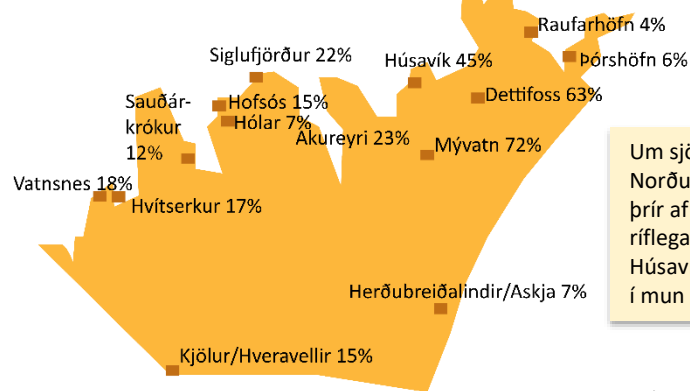 Raufarhöfn 4%
Siglufjörður 22%
Húsavík 45%
Þórshöfn 6%
Dettifoss 63%
Sauðár-
krókur
12%
Hofsós 15%
Hólar 7%
Akureyri 23%
Mývatn 72%
Vatnsnes 18%
Hvítserkur 17%
Herðubreiðalindir/Askja 7%
Kjölur/Hveravellir 15%
Um sjö
Norðu
þrír af
ríflega
Húsav
í mun